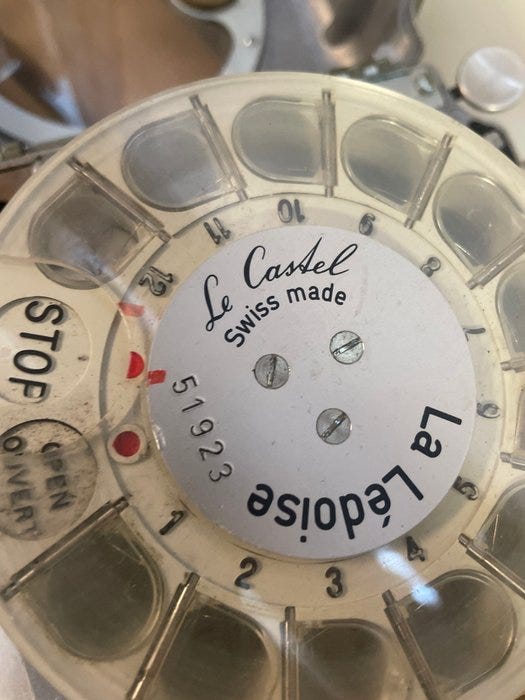 Le Castel
Swiss made
51923
La Lédoise
STOP
OPEN
OUVERT
1
2
3
4
5
6
7
8
9
10
11
12